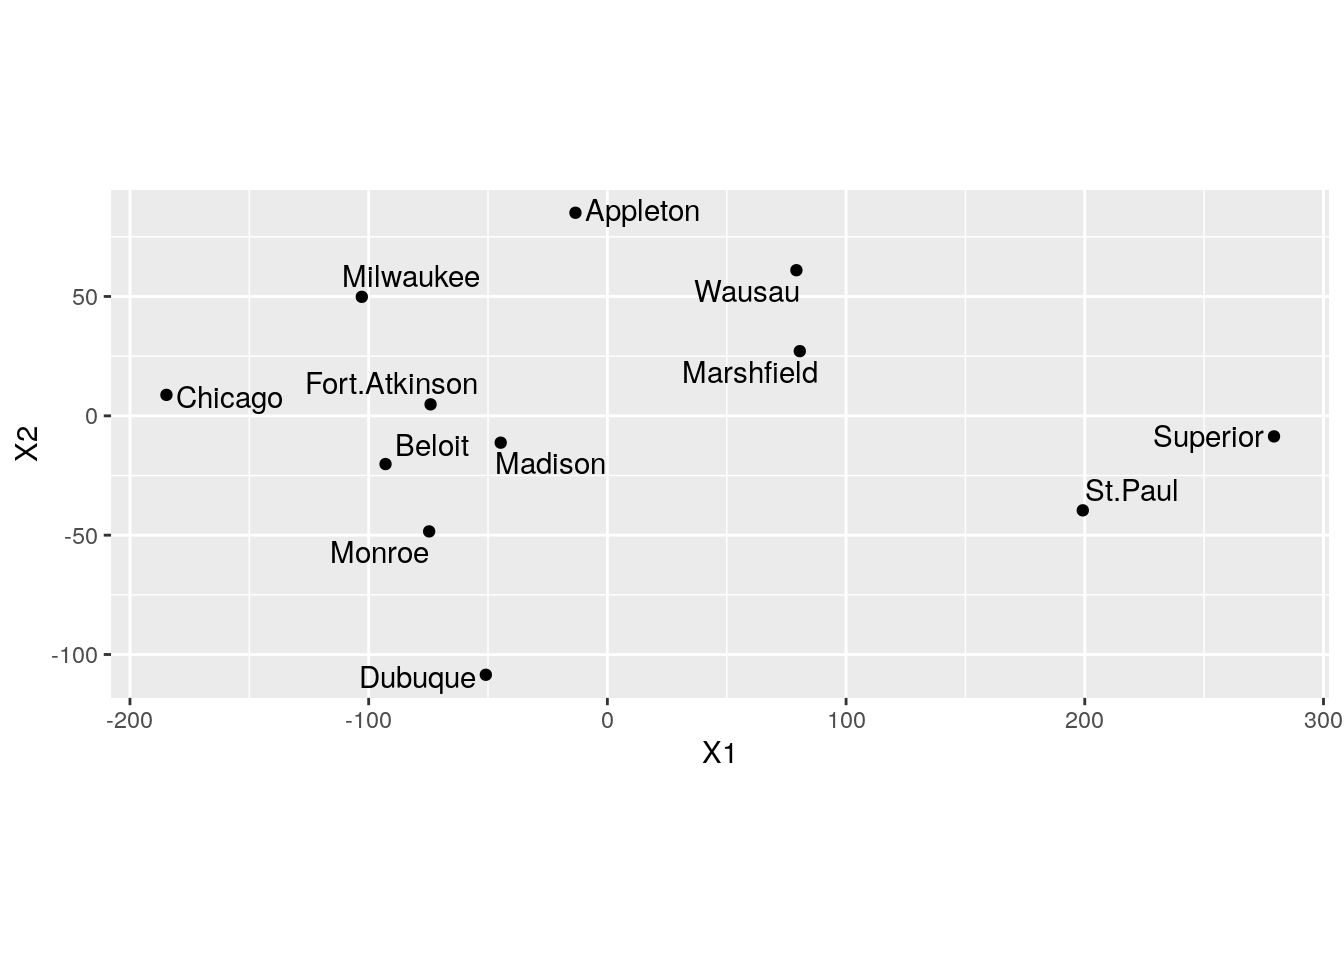 Appleton
Milwaukee
Wausau
50
Marshfield
Fort.Atkinson
Chicago
0
Beloit
Superior
Madison
X2
St.Paul
-50
Monroe
-100
Dubuque
-200
-100
0
100
200
300
X1